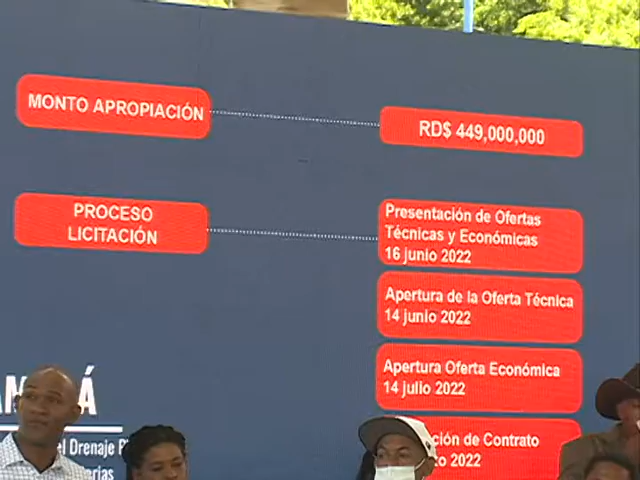 MONTO APROPIACIÓN
RD$ 449,000,000
PROCESO
LICITACIÓN
Presentación de Ofertas
Técnicas y Económicas
16 junio 2022
Apertura de la Oferta Técnica
14 junio 2022
Apertura Oferta Económica
14 julio 2022
de Contrato
2022
el Drenaje